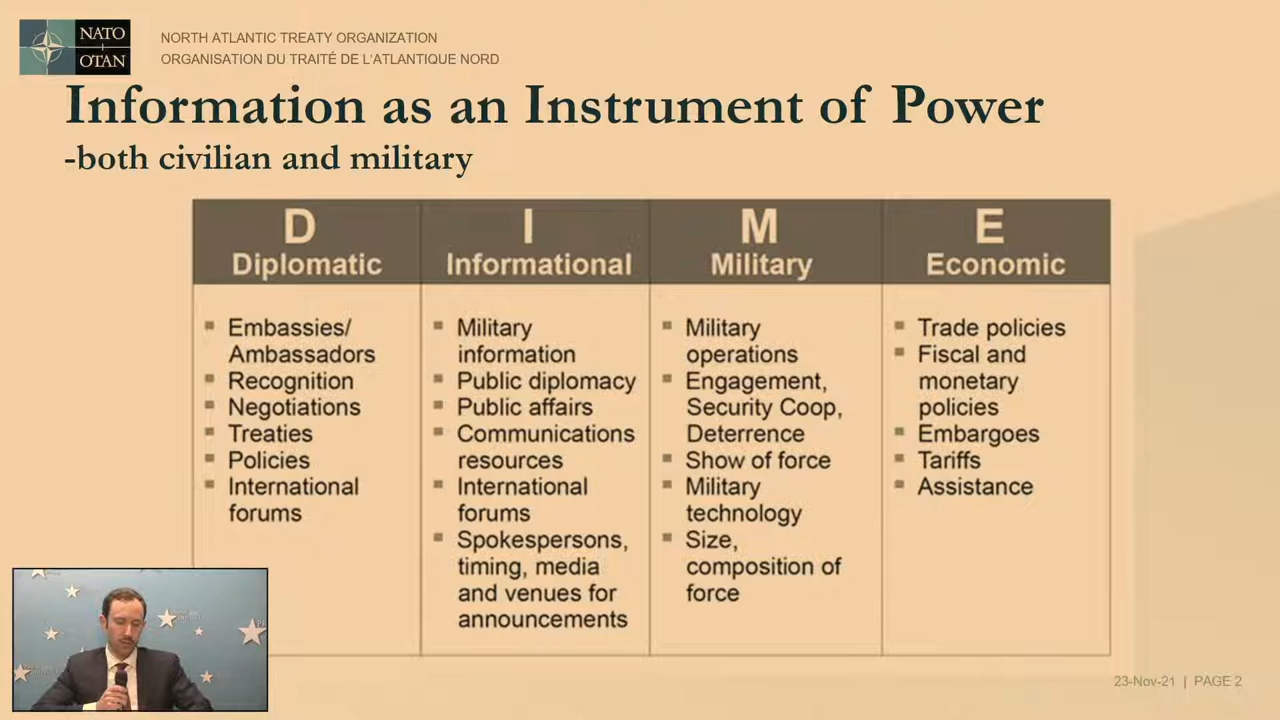 NATO
OTAN
NORTH ATLANTIC TREATY ORGANIZATION
ORGANISATION DU TRAITÉ DE L'ATLANTIQUE NORD
Information as an Instrument of Power
-both civilian and military
D
Diplomatic
▪ Embassies/
Ambassadors
▪ Recognition
▪ Negotiations
▪ Treaties
▪ Policies
▪ International
forums
I
Informational
▪ Military
information
▪ Public diplomacy
▪ Public affairs
▪ Communications
resources
▪ International
forums
▪ Spokespersons,
timing, media
and venues for
announcements
M
Military
▪ Military
operations
▪ Engagement,
Security Coop,
Deterrence
▪ Show of force
▪ Military
technology
▪ Size,
composition of
force
E
Economic
▪ Trade policies
▪ Fiscal and
monetary
policies
▪ Embargoes
▪ Tariffs
▪ Assistance
23-Nov-21 | PAGE 2